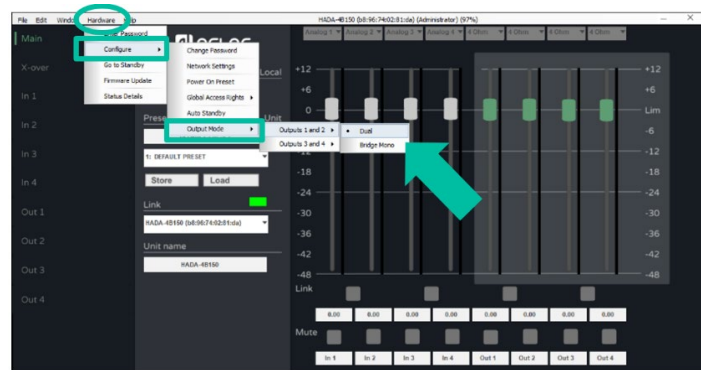 HADA-4B150 (b8:96:74:02:81:da) (Administrator) (97%)
File Edit Window Hardware Help
Analog 1 Analog 2 Analog 3 Analog 4 4 Ohm 4 Ohm 4 Ohm 4 Ohm
Main
X-over
In 1
In 2
In 3
In 4
Out 1
Out 2
Out 3
Out 4
Enter Password
Configure
Go to Standby
Firmware Update
Status Details
Change Password
Network Settings
Power On Preset
Global Access Rights
Auto Standby
Output Mode
Outputs 1 and 2
Outputs 3 and 4
Dual
Bridge Mono
Local
Preset
Unit
1: DEFAULT PRESET
Store Load
Link
HADA-4B150 (b8:96:74:02:81:da)
Unit name
HADA-4B150
+12 +12
+6 +6
0 Lim
-6
-12
-18 -18
-24 -24
-30 -30
-36 -36
-42 -42
-48 -48
Link
0.00 0.00 0.00 0.00 0.00 0.00 0.00 0.00
Mute
In 1 In 2 In 3 In 4 Out 1 Out 2 Out 3 Out 4